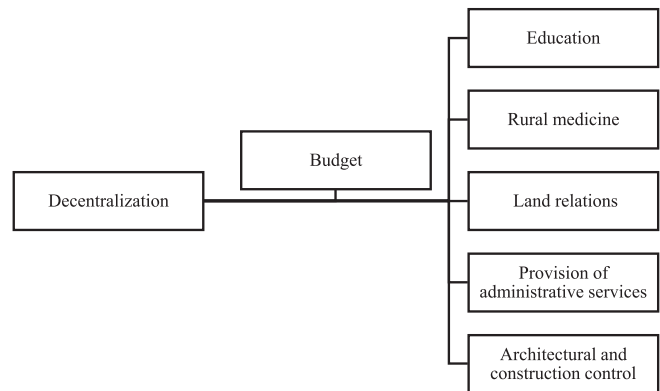 Decentralization
Budget
Education
Rural medicine
Land relations
Provision of
administrative services
Architectural and
construction control